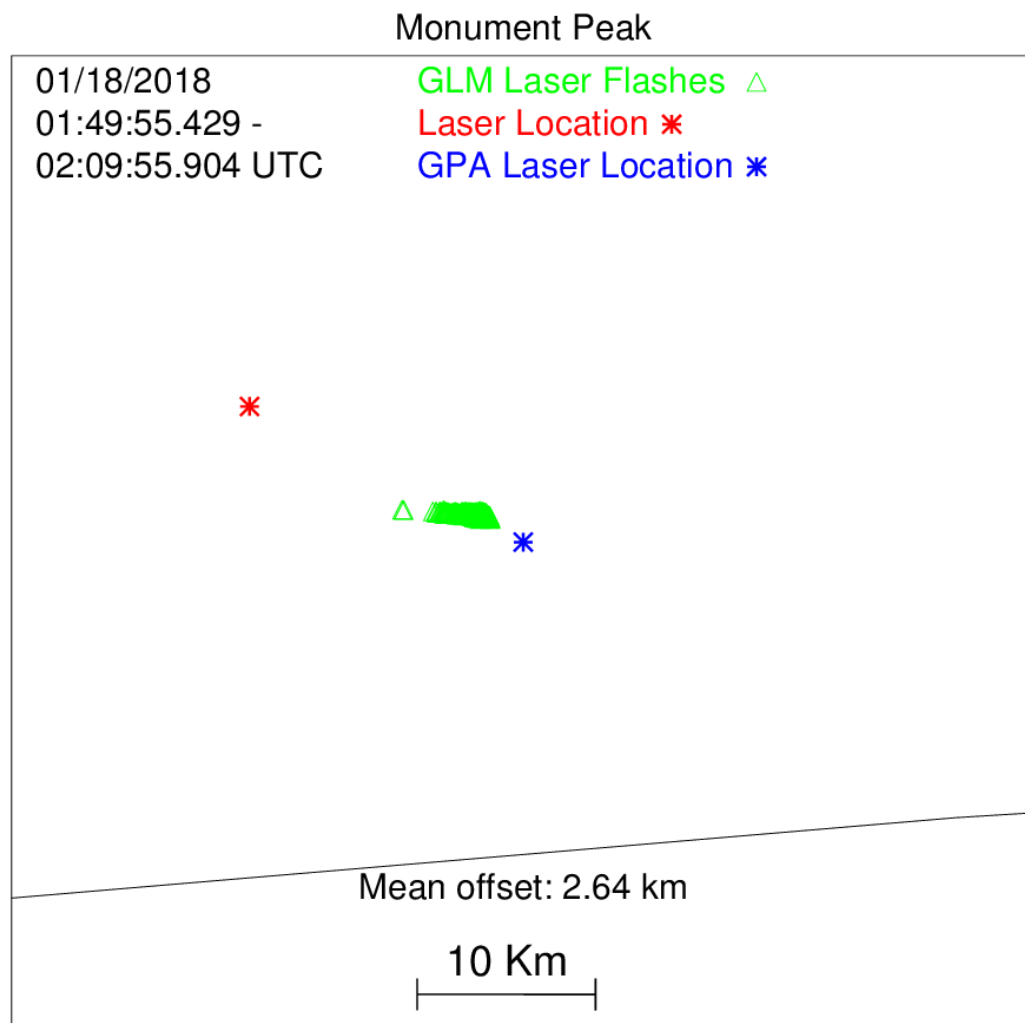 Monument Peak
01/18/2018
01:49:55.429 -
02:09:55.904 UTC
GLM Laser Flashes
Laser Location
GPA Laser Location
Mean offset: 2.64 km
10 Km